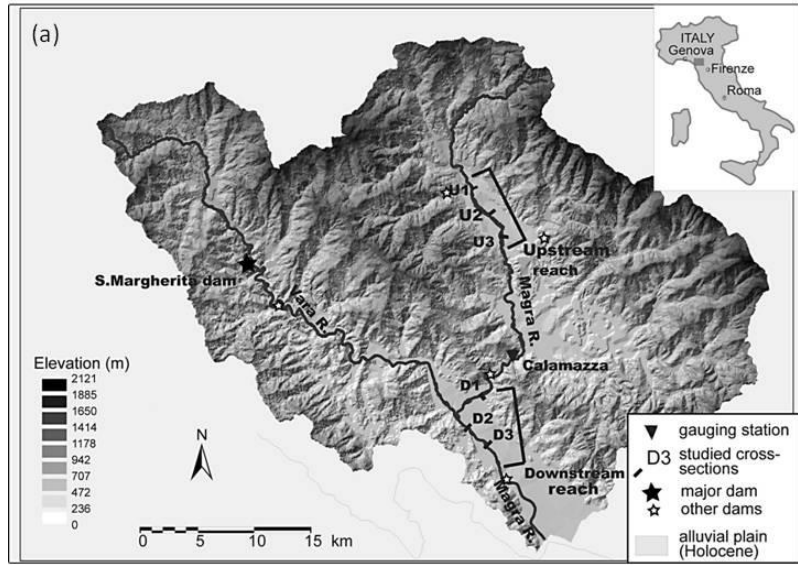 (a)
ITALY
Genova
Firenze
Roma
U1
U2
U3
Upstream
reach
S.Margherita dam
Vara R.
Magra R.
Calamazza
D1
D2
D3
Downstream
reach
Magra R.
Elevation (m)
2121
1885
1650
1414
1178
942
707
472
236
0
N
0 5 10 15
km
gauging station
D3 studied cross-
sections
major dam
other dams
alluvial plain
(Holocene)